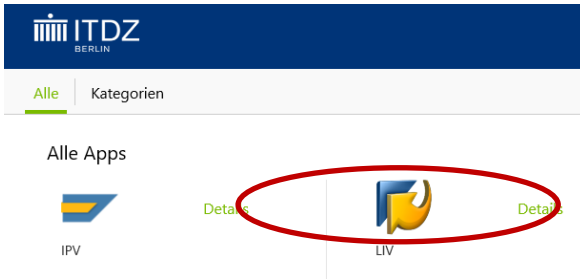 ITDZ
BERLIN
Alle Kategorien
Alle Apps
Details Details
IPV LIV